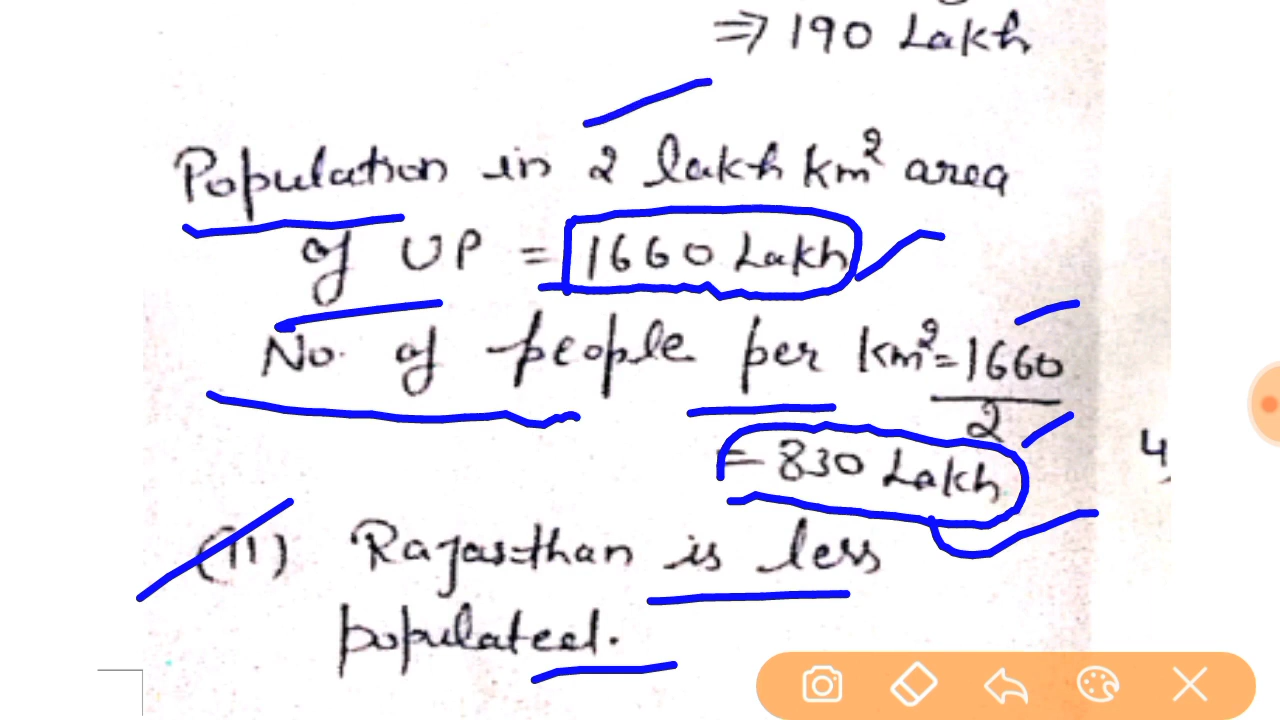 ⇒ 190 Lakh
Population in 2 lakh km² area
of UP = 1660 Lakh
No. of people per km² = 1660
2
= 830 Lakh
4
(ii) Rajasthan is less
populated.